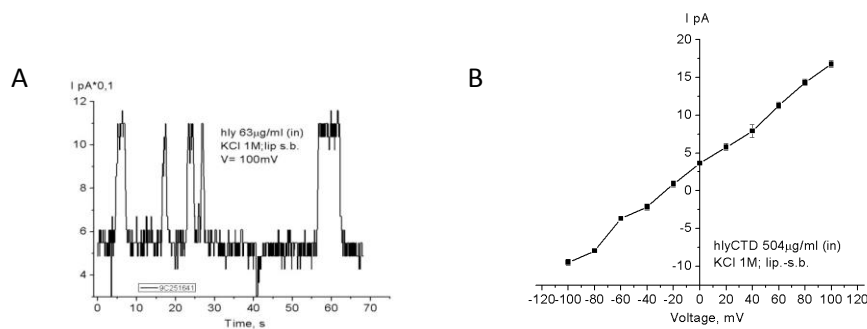 A
I pA*0,1
12
10
8
6
4
hly 63µg/ml (in)
KCl 1M;lip s.b.
V= 100mV
9C251641
0 10 20 30 40 50 60 70
Time, s
B
I pA
20
15
10
5
0
-5
-10
hlyCTD 504µg/ml (in)
KCl 1M; lip.-s.b.
-120-100 -80 -60 -40 -20 0 20 40 60 80 100 120
Voltage, mV